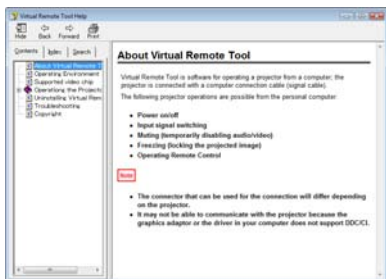 Virtual Remote Tool Help
Hide Back Forward Print
Contents Index Search
About Virtual Remote T
Operating Environment
Supported video chip
Operations the Projecto
Uninstalling Virtual Rem
Troubleshooting
Copyright
About Virtual Remote Tool
Virtual Remote Tool is software for operating a projector from a computer; the
projector is connected with a computer connection cable (signal cable).
The following projector operations are possible from the personal computer:
• Power on/off
• Input signal switching
• Muting (temporarily disabling audio/video)
• Freezing (locking the projected image)
• Operating Remote Control
Note
• The connector that can be used for the connection will differ depending
on the projector.
• It may not be able to communicate with the projector because the
graphics adaptor or the driver in your computer does not support DDC/CI.